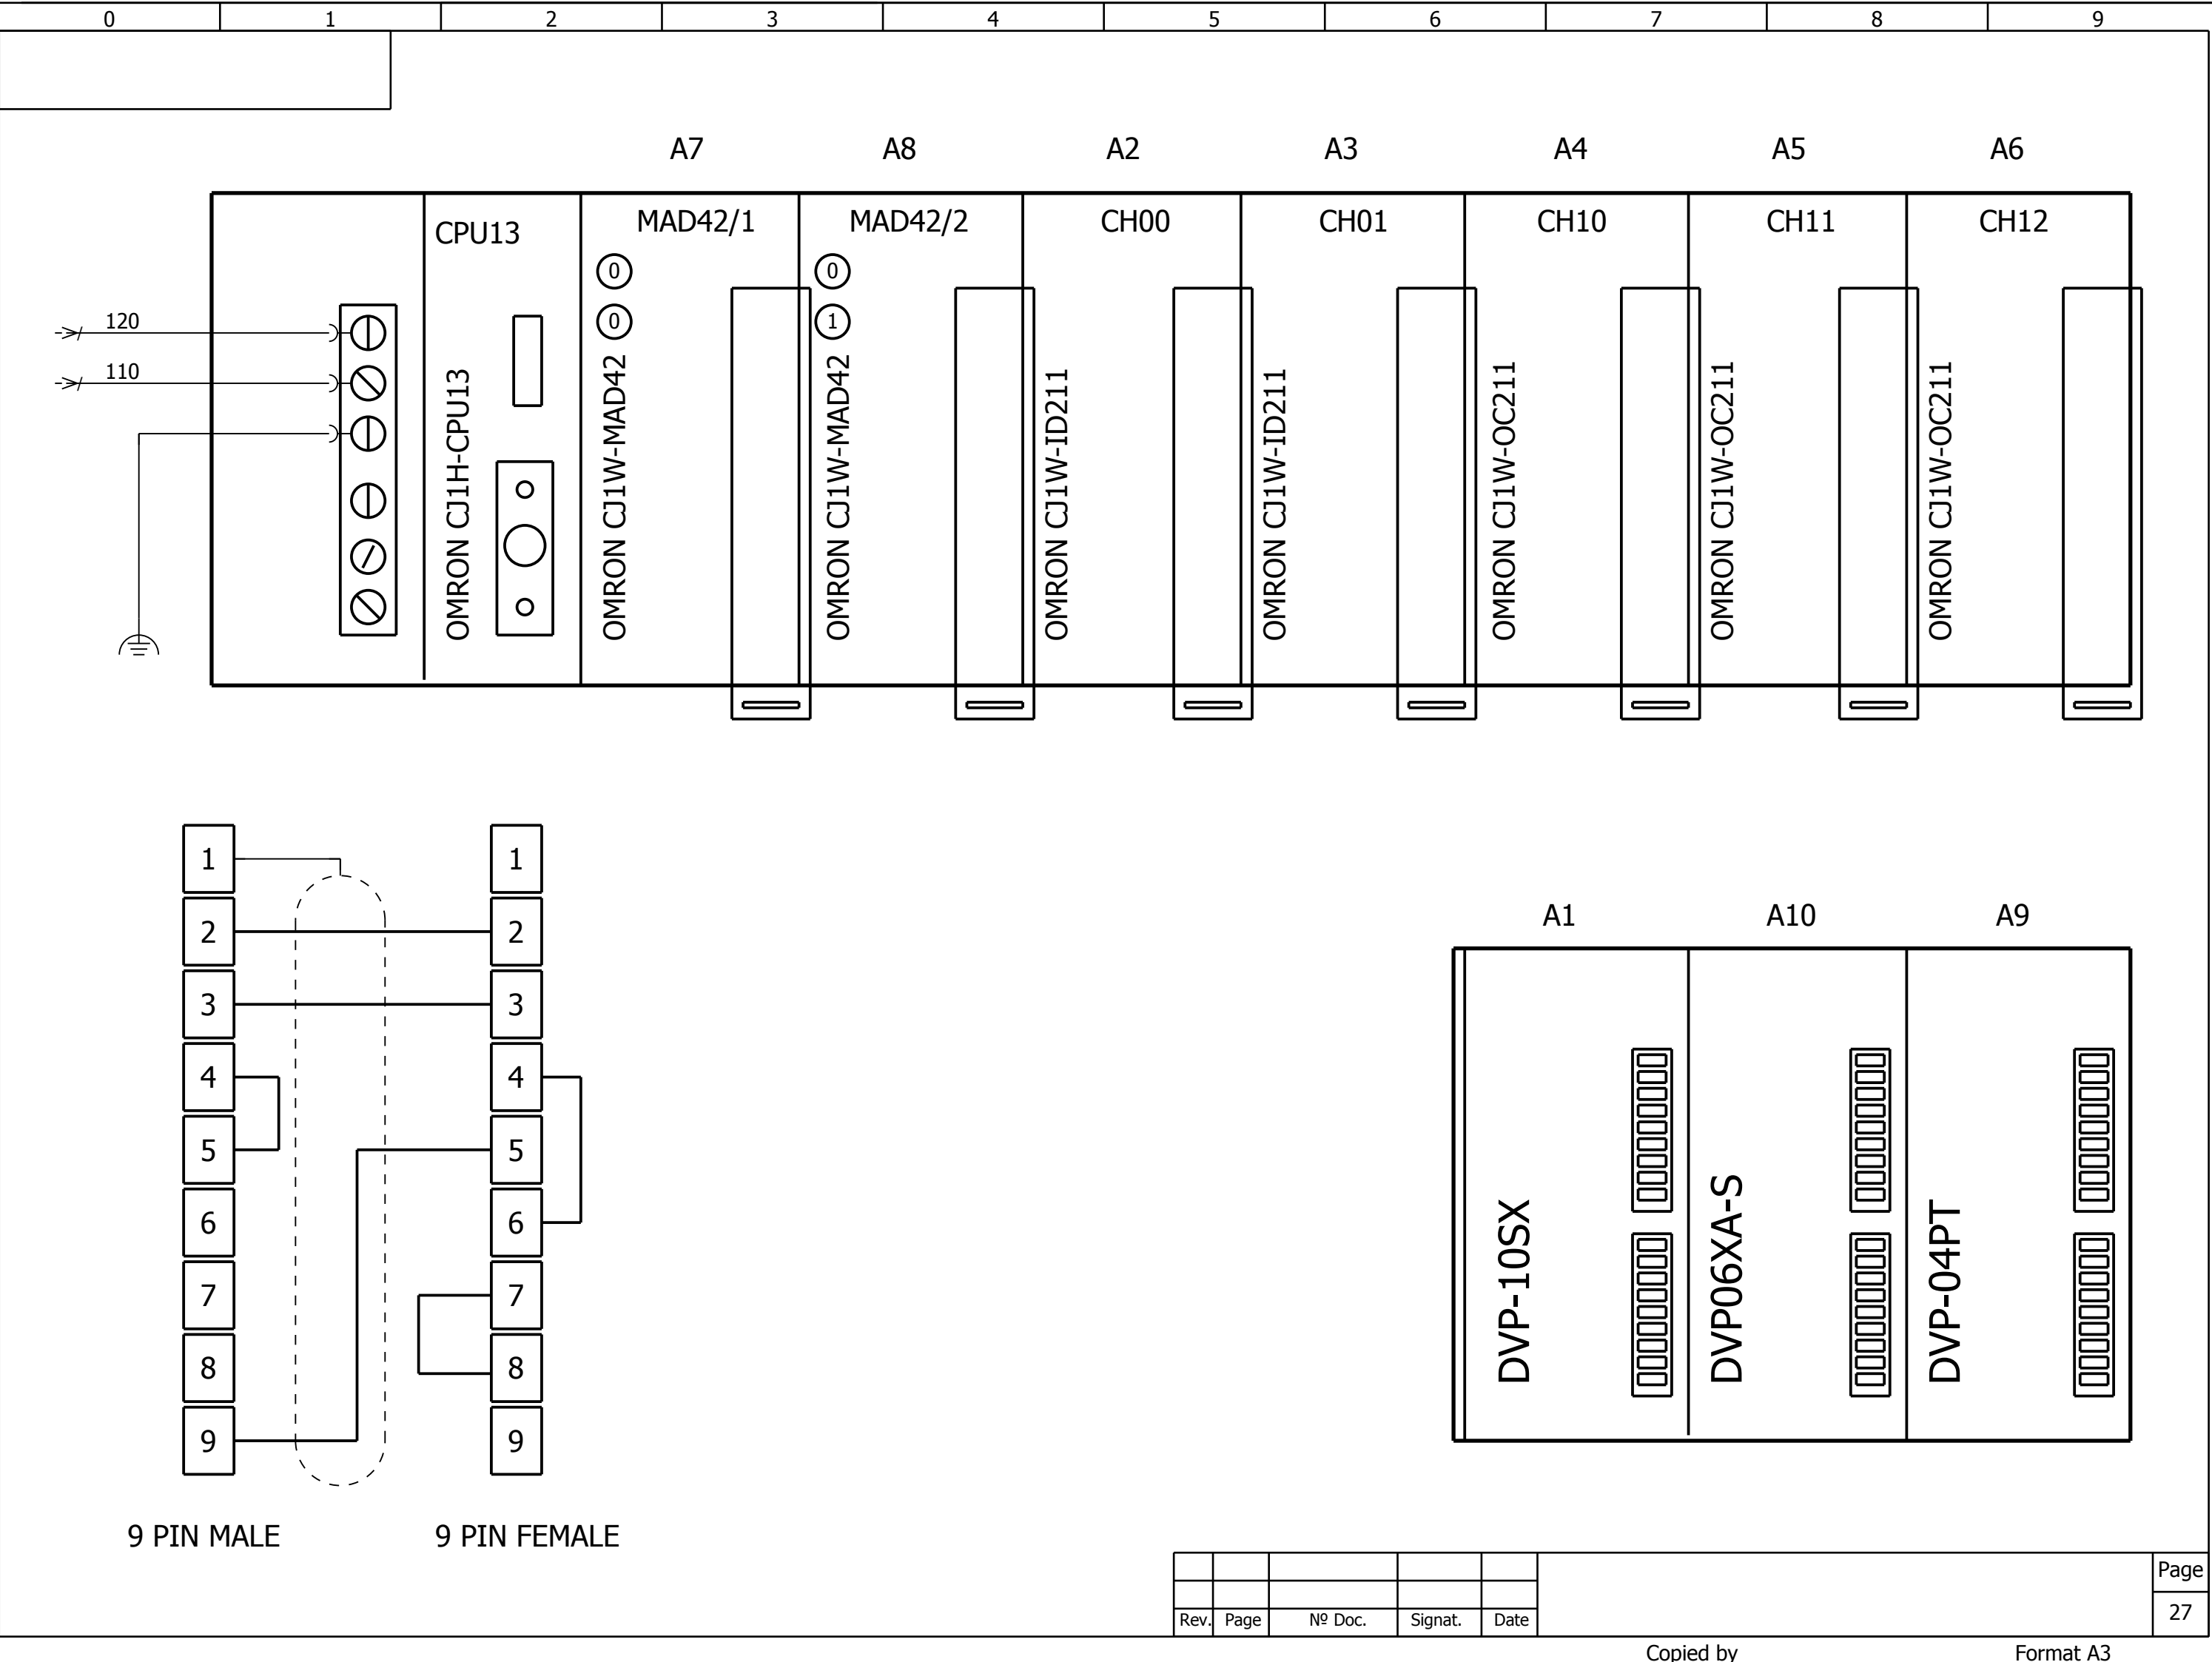 0 1 2 3 4 5 6 7 8 9
A7 A8 A2 A3 A4 A5 A6
CPU13 MAD42/1 MAD42/2 CH00 CH01 CH10 CH11 CH12
0 0
0 1
120
110
OMRON CJ1H-CPU13
OMRON CJ1W-MAD42
OMRON CJ1W-MAD42
OMRON CJ1W-ID211
OMRON CJ1W-ID211
OMRON CJ1W-OC211
OMRON CJ1W-OC211
OMRON CJ1W-OC211
1 1
2 2
3 3
4 4
5 5
6 6
7 7
8 8
9 9
9 PIN MALE 9 PIN FEMALE
A1 A10 A9
DVP-10SX
DVP06XA-S
DVP-04PT
Rev. Page Nº Doc. Signat. Date
Page
27
Copied by Format A3